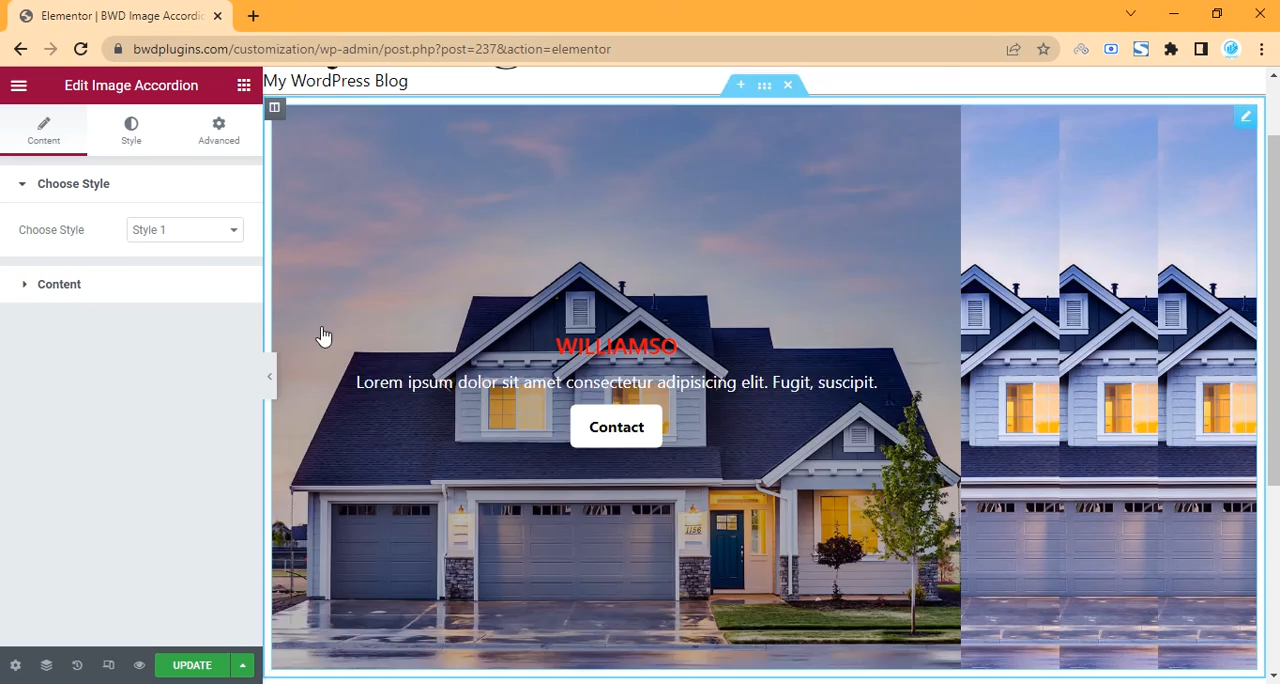 Elementor | BWD Image Accordic
bwdplugins.com/customization/wp-admin/post.php?post=237&action=elementor
Edit Image Accordion
Content
Style
Advanced
Choose Style
Choose Style
Style 1
Content
UPDATE
My WordPress Blog
WILLIAMSO
Lorem ipsum dolor sit amet consectetur adipisicing elit. Fugit, suscipit.
Contact
1156